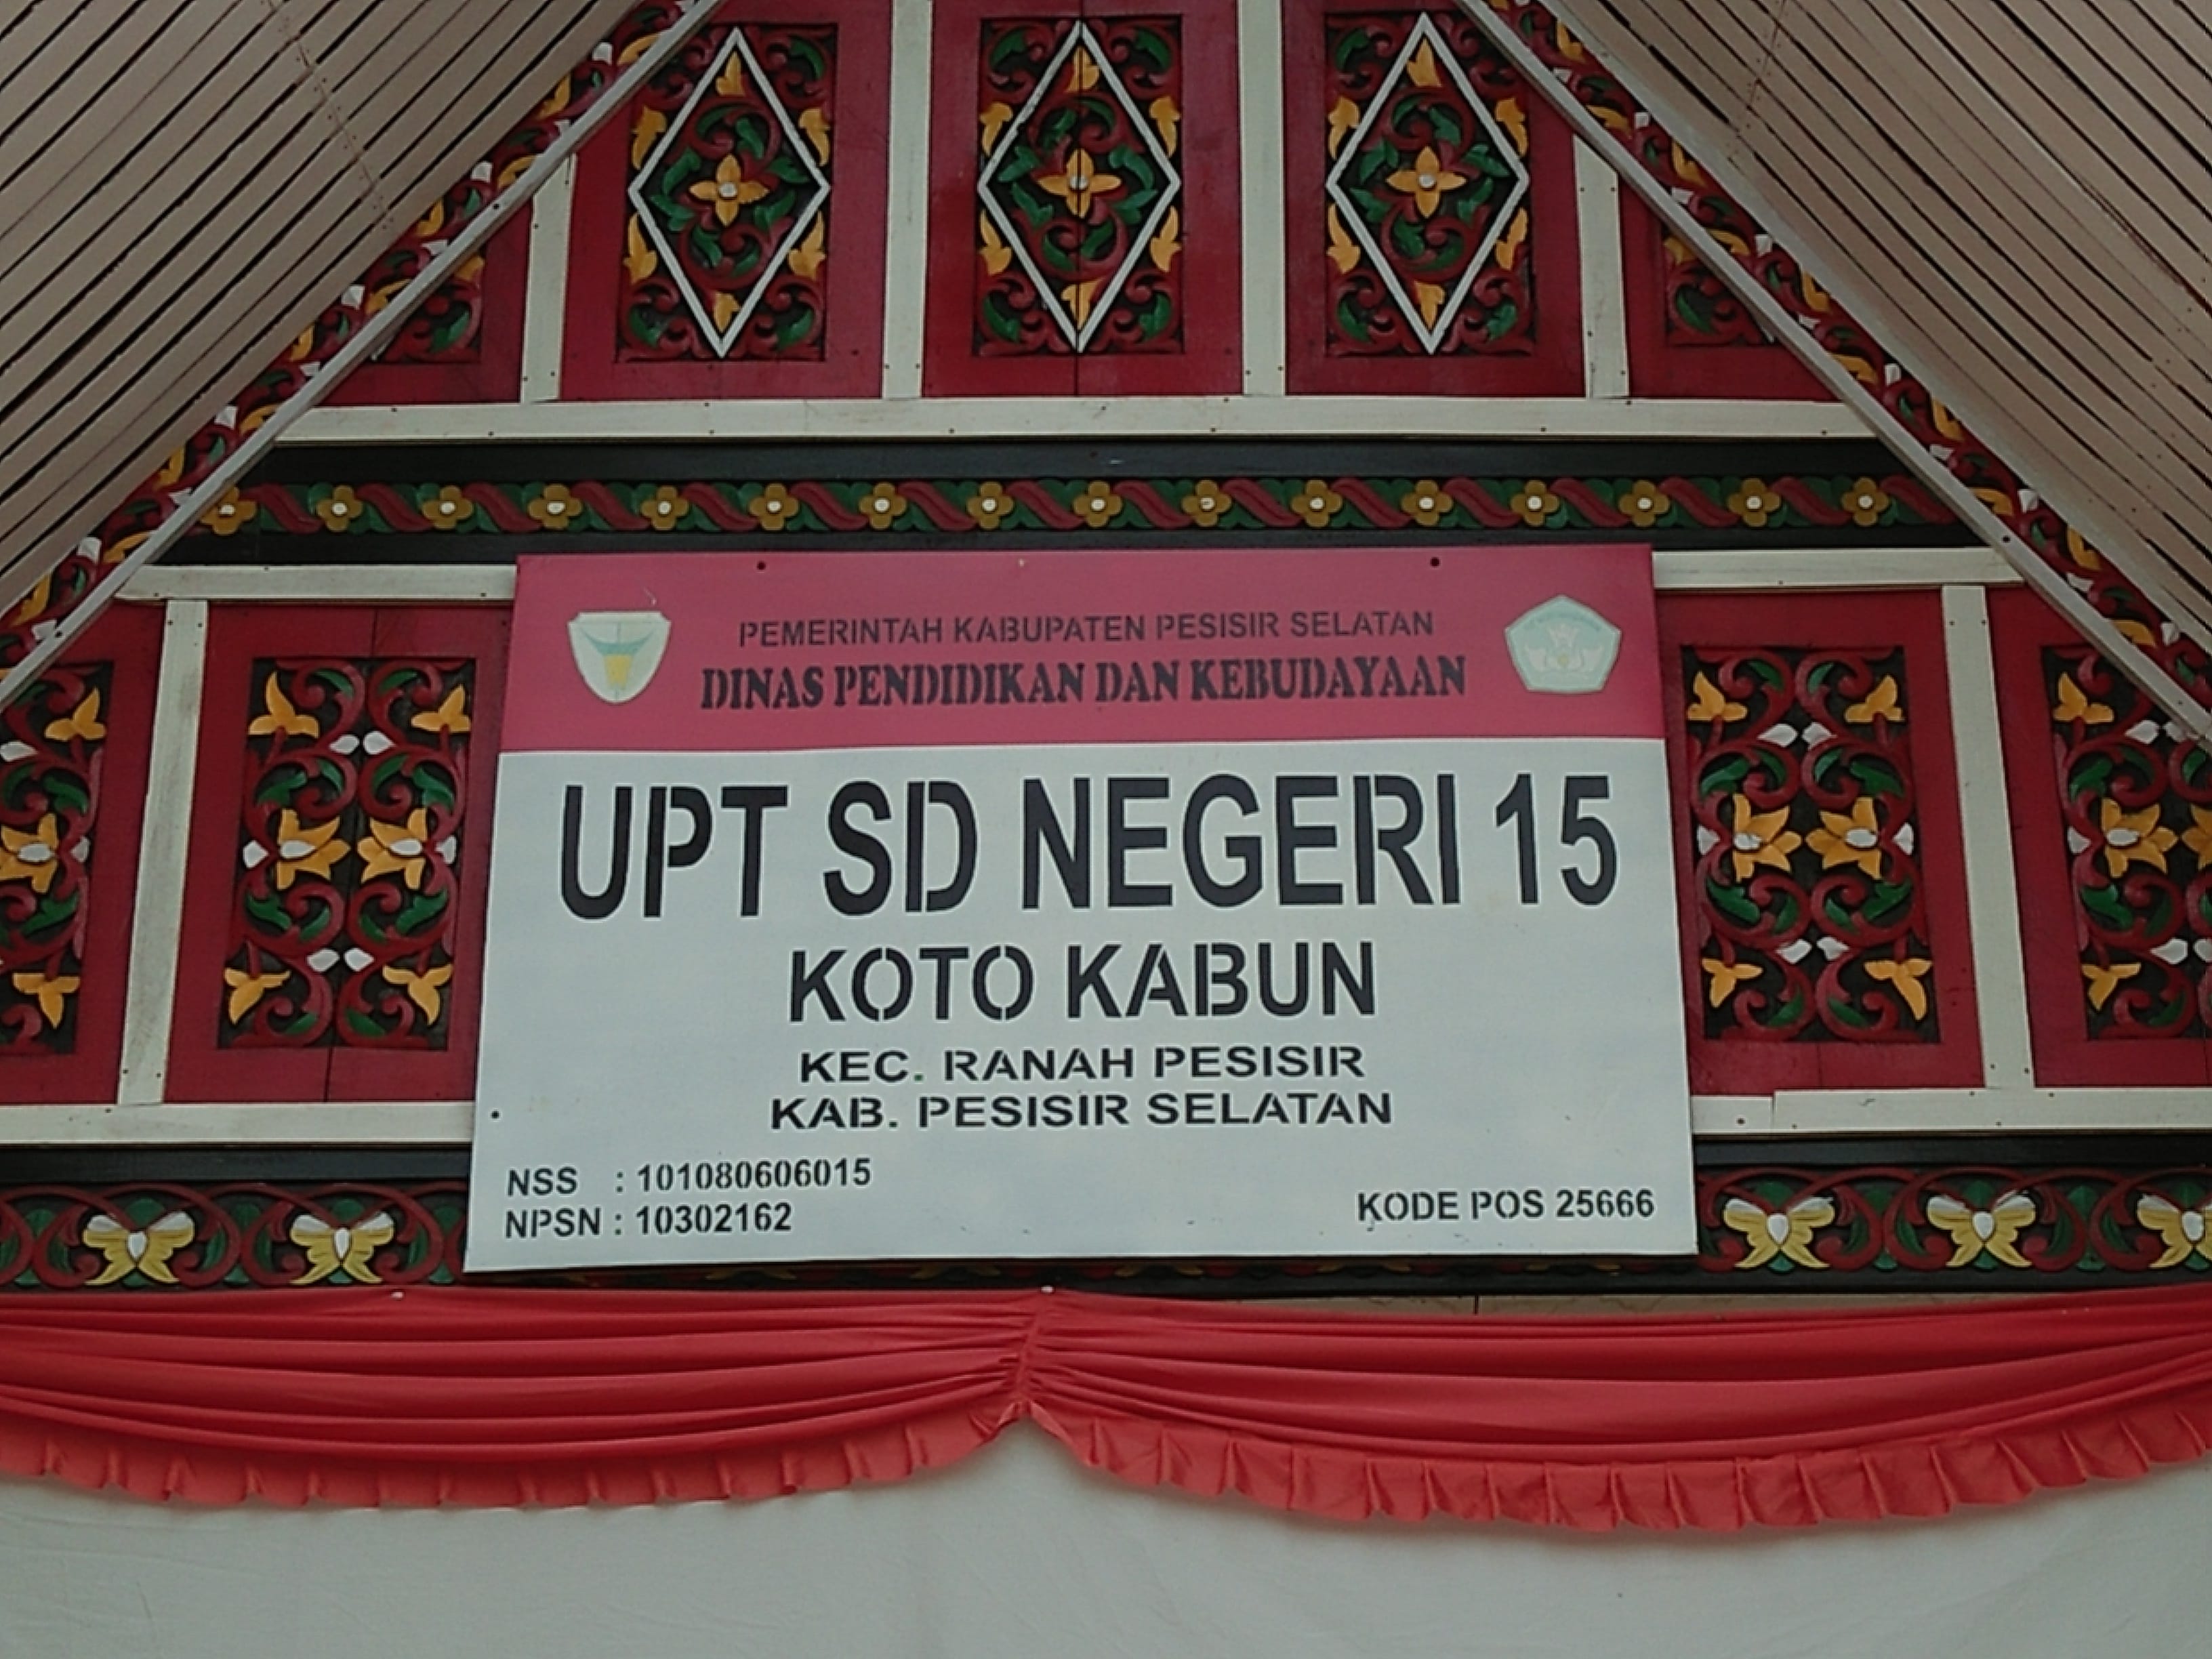 PEMERINTAH KABUPATEN PESISIR SELATAN
DINAS PENDIDIKAN DAN KEBUDAYAAN
UPT SD NEGERI 15
KOTO KABUN
KEC. RANAH PESISIR
KAB. PESISIR SELATAN
NSS : 101080606015
NPSN : 10302162
KODE POS 25666